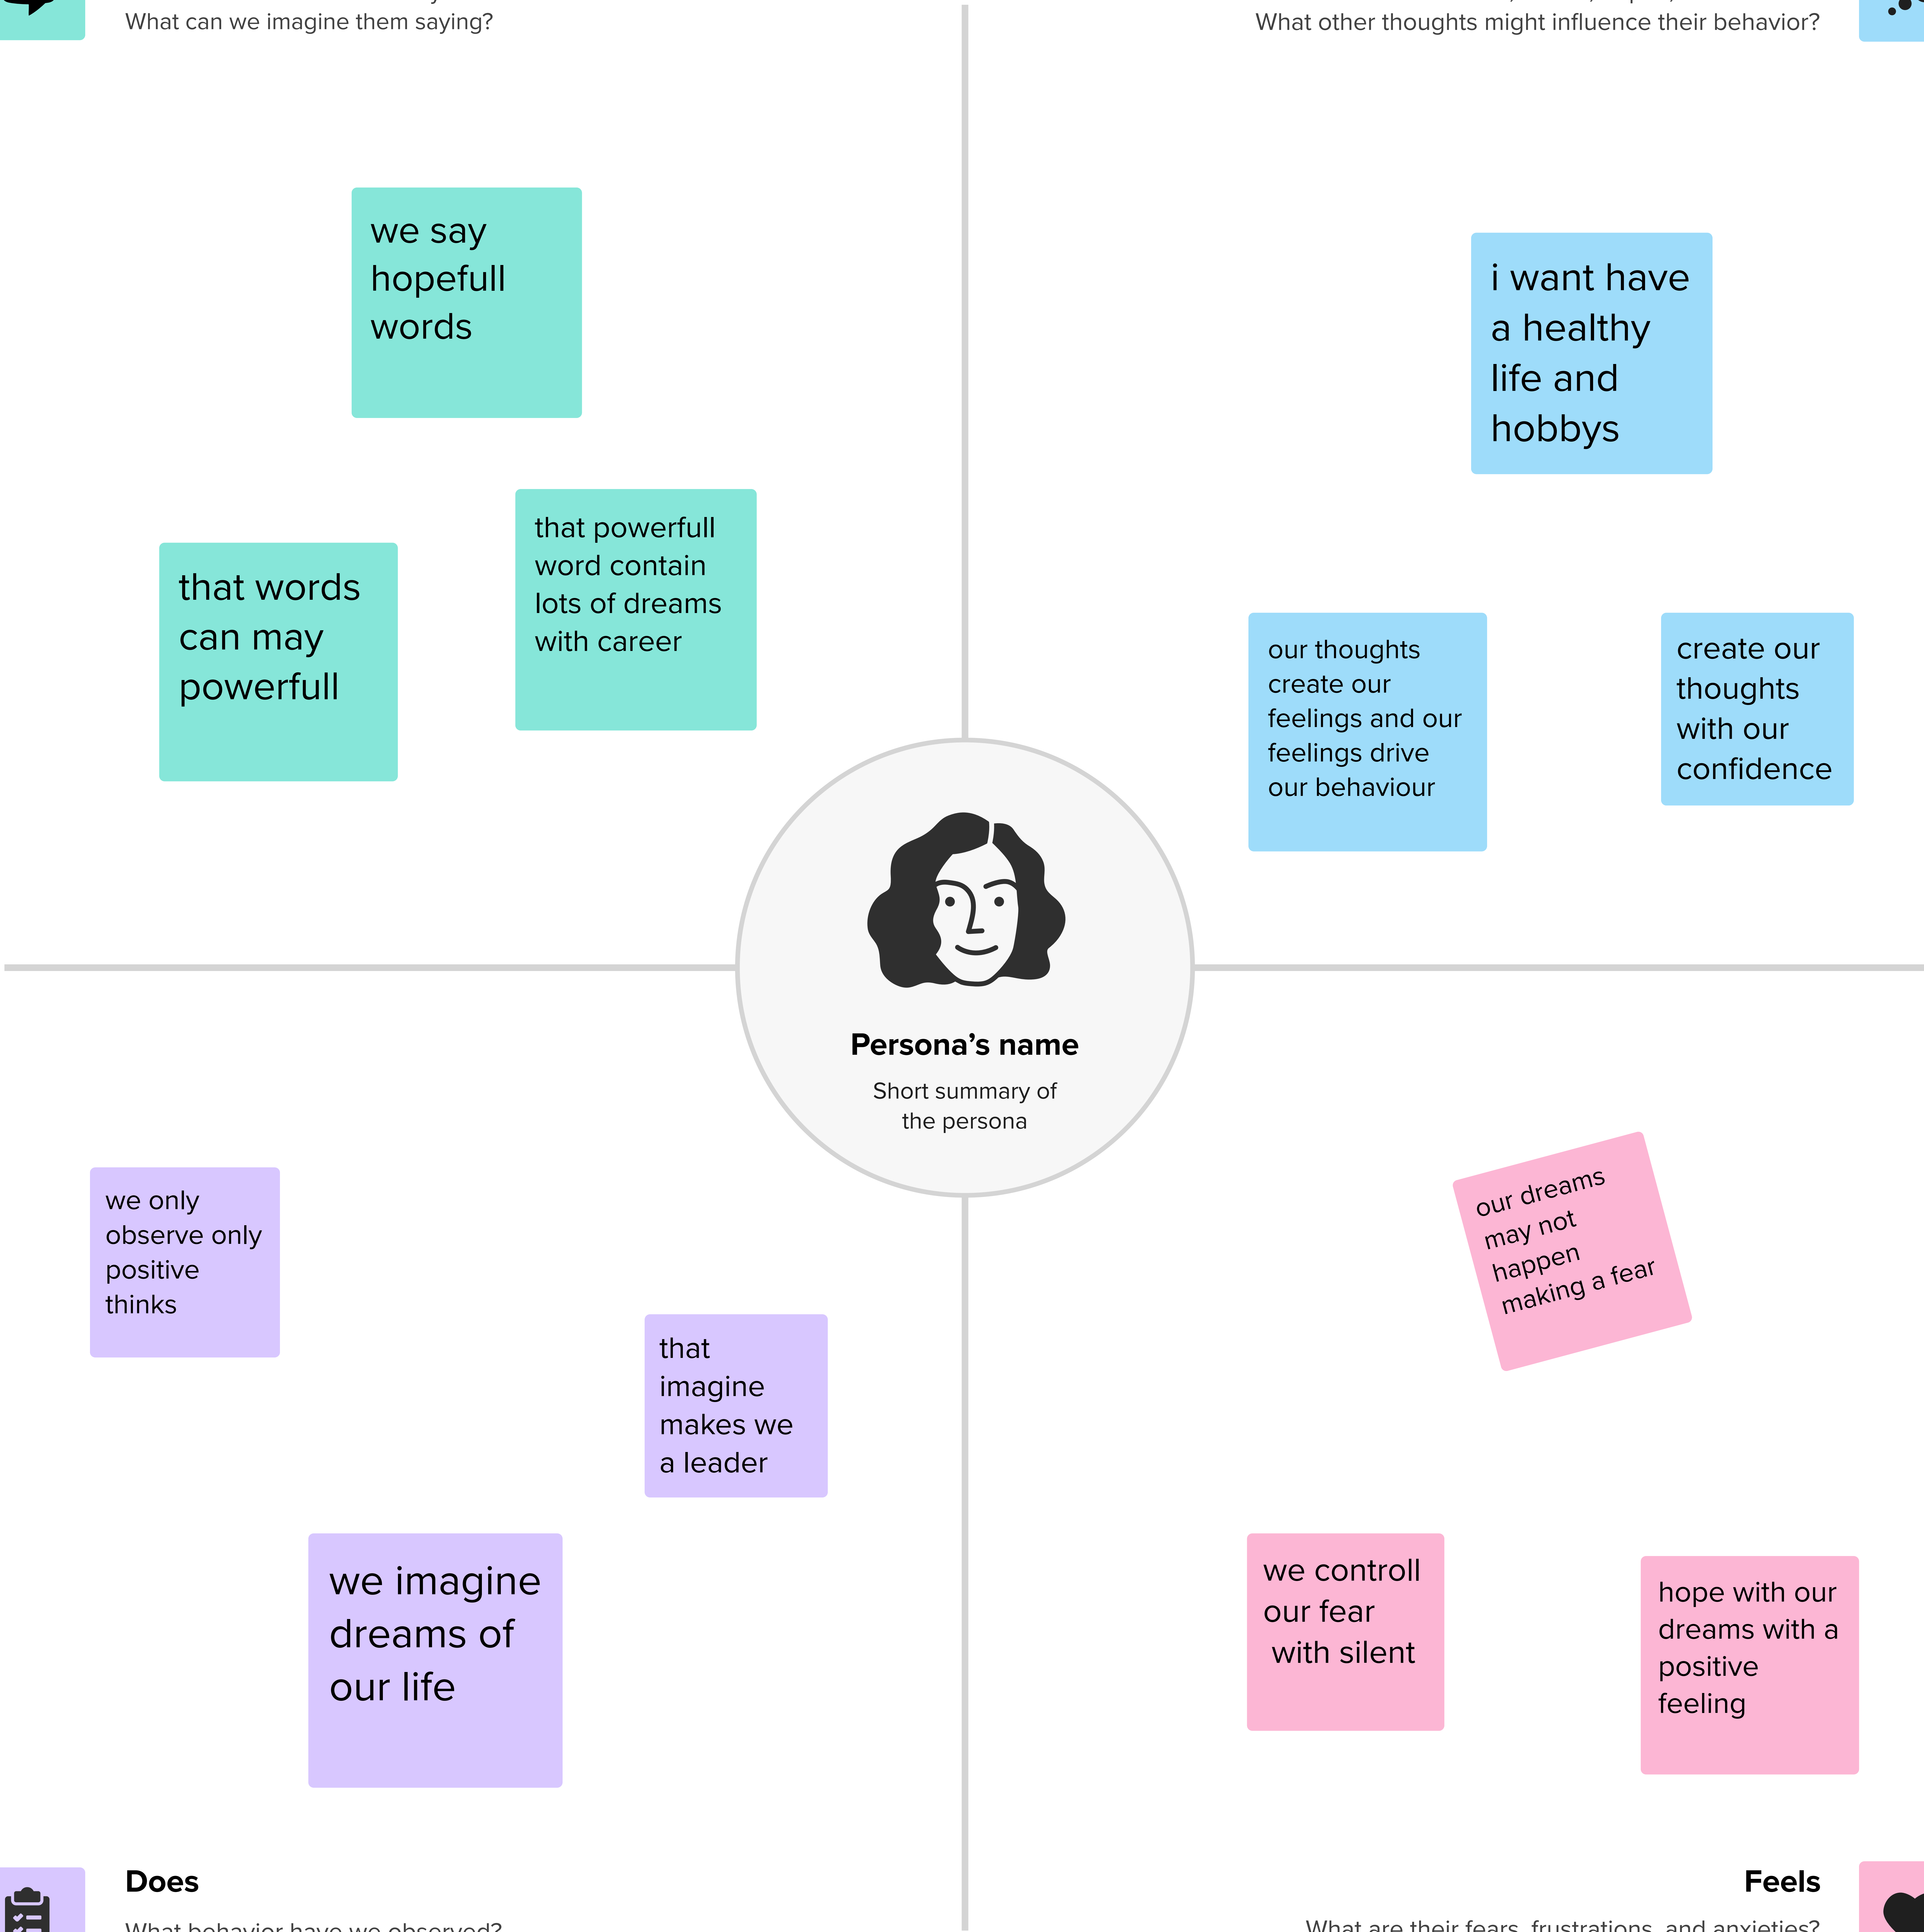 What can we imagine them saying?
What other thoughts might influence their behavior?
we say
hopefull
words
that words
can may
powerfull
that powerfull
word contain
lots of dreams
with career
i want have
a healthy
life and
hobbys
our thoughts
create our
feelings and our
feelings drive
our behaviour
create our
thoughts
with our
confidence
Persona’s name
Short summary of
the persona
we only
observe only
positive
thinks
that
imagine
makes we
a leader
we imagine
dreams of
our life
our dreams
may not
happen
making a fear
we controll
our fear
with silent
hope with our
dreams with a
positive
feeling
Does
What behavior have we observed?
Feels
What are their fears, frustrations, and anxieties?